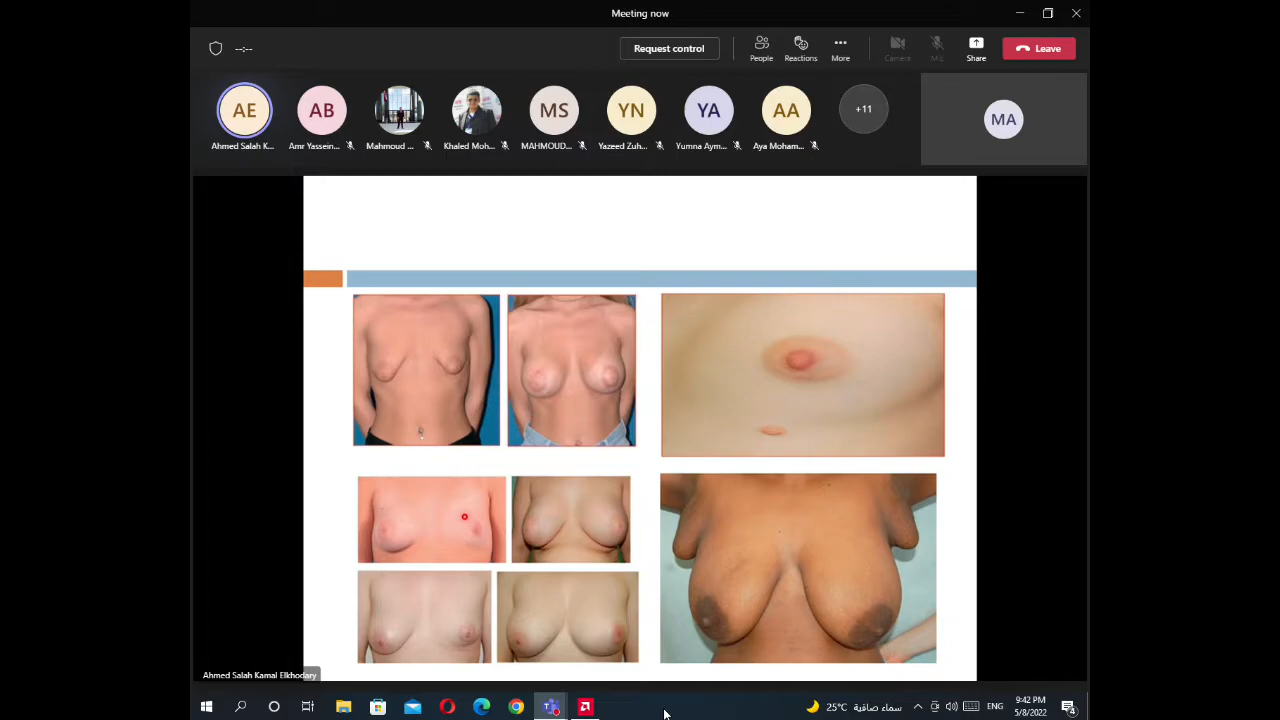 Meeting now
--:--
Request control
People
Reactions
More
Camera
Mic
Share
Leave
AE
AB
MS
YN
YA
AA
+11
MA
Ahmed Salah K...
Amr Yassein...
Mahmoud ...
Khaled Moh...
MAHMOUD...
Yazeed Zuh...
Yumna Aym...
Aya Moham...
Ahmed Salah Kamal Elkhodary
25°C سماء صافية
ENG
9:42 PM
5/8/2022
4